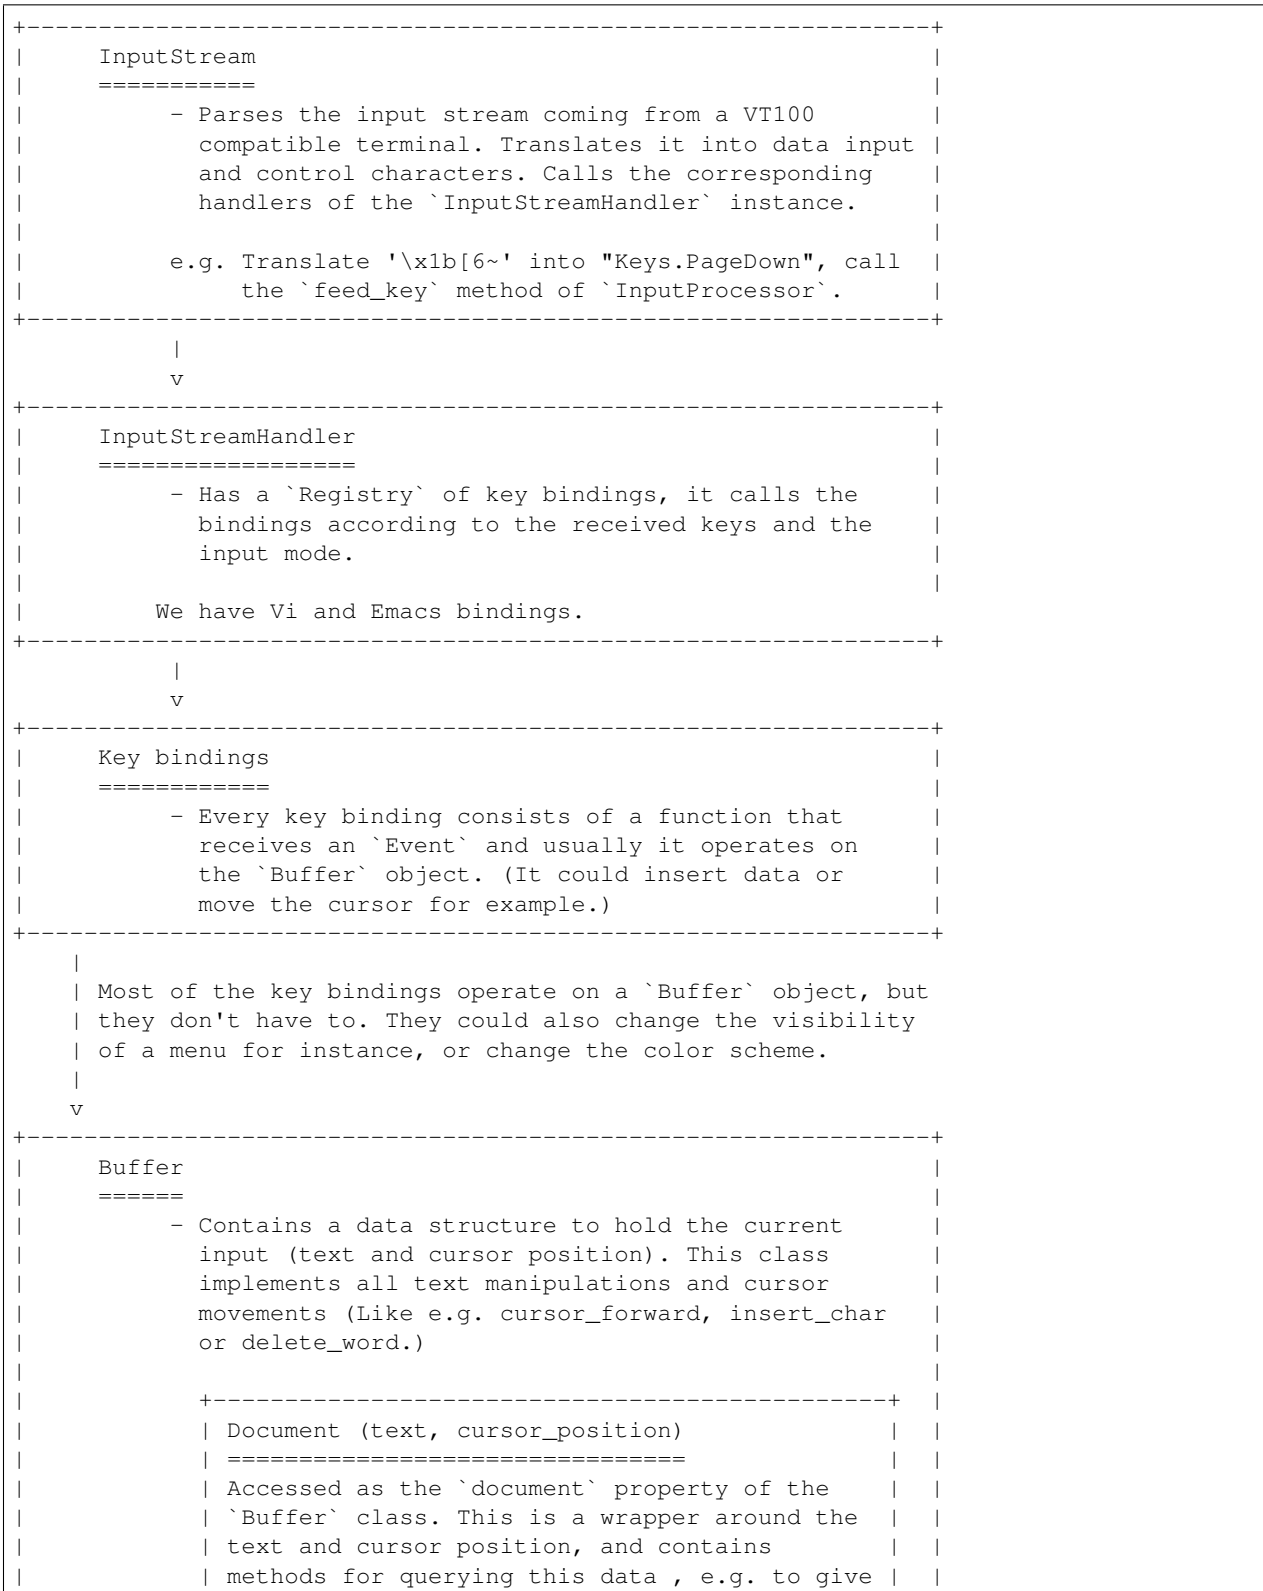 +---------------------------------------------------------------+
|     InputStream                                               |
|     ===========                                               |
|          - Parses the input stream coming from a VT100        |
|            compatible terminal. Translates it into data input |
|            and control characters. Calls the corresponding    |
|            handlers of the `InputStreamHandler` instance.     |
|                                                               |
|          e.g. Translate '\x1b[6~' into "Keys.PageDown", call  |
|               the `feed_key` method of `InputProcessor`.      |
+---------------------------------------------------------------+
           |
           v
+---------------------------------------------------------------+
|     InputStreamHandler                                        |
|     ==================                                        |
|          - Has a `Registry` of key bindings, it calls the     |
|            bindings according to the received keys and the    |
|            input mode.                                        |
|                                                               |
|         We have Vi and Emacs bindings.
+---------------------------------------------------------------+
           |
           v
+---------------------------------------------------------------+
|     Key bindings                                              |
|     ============                                              |
|          - Every key binding consists of a function that      |
|            receives an `Event` and usually it operates on     |
|            the `Buffer` object. (It could insert data or      |
|            move the cursor for example.)                      |
+---------------------------------------------------------------+
    |
    | Most of the key bindings operate on a `Buffer` object, but
    | they don't have to. They could also change the visibility
    | of a menu for instance, or change the color scheme.
    |
    v
+---------------------------------------------------------------+
|     Buffer                                                    |
|     ======                                                    |
|          - Contains a data structure to hold the current      |
|            input (text and cursor position). This class       |
|            implements all text manipulations and cursor       |
|            movements (Like e.g. cursor_forward, insert_char   |
|            or delete_word.)                                   |
|                                                               |
|            +-----------------------------------------------+  |
|            | Document (text, cursor_position)              |  |
|            | ================================              |  |
|            | Accessed as the `document` property of the    |  |
|            | `Buffer` class. This is a wrapper around the  |  |
|            | text and cursor position, and contains        |  |
|            | methods for querying this data , e.g. to give |  |